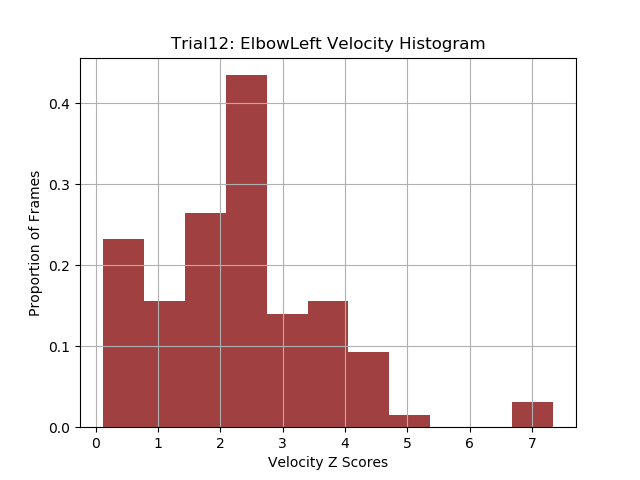 Trial12: ElbowLeft Velocity Histogram
0.4
0.3
0.2
0.1
0.0
Proportion of Frames
0 1 2 3 4 5 6 7
Velocity Z Scores